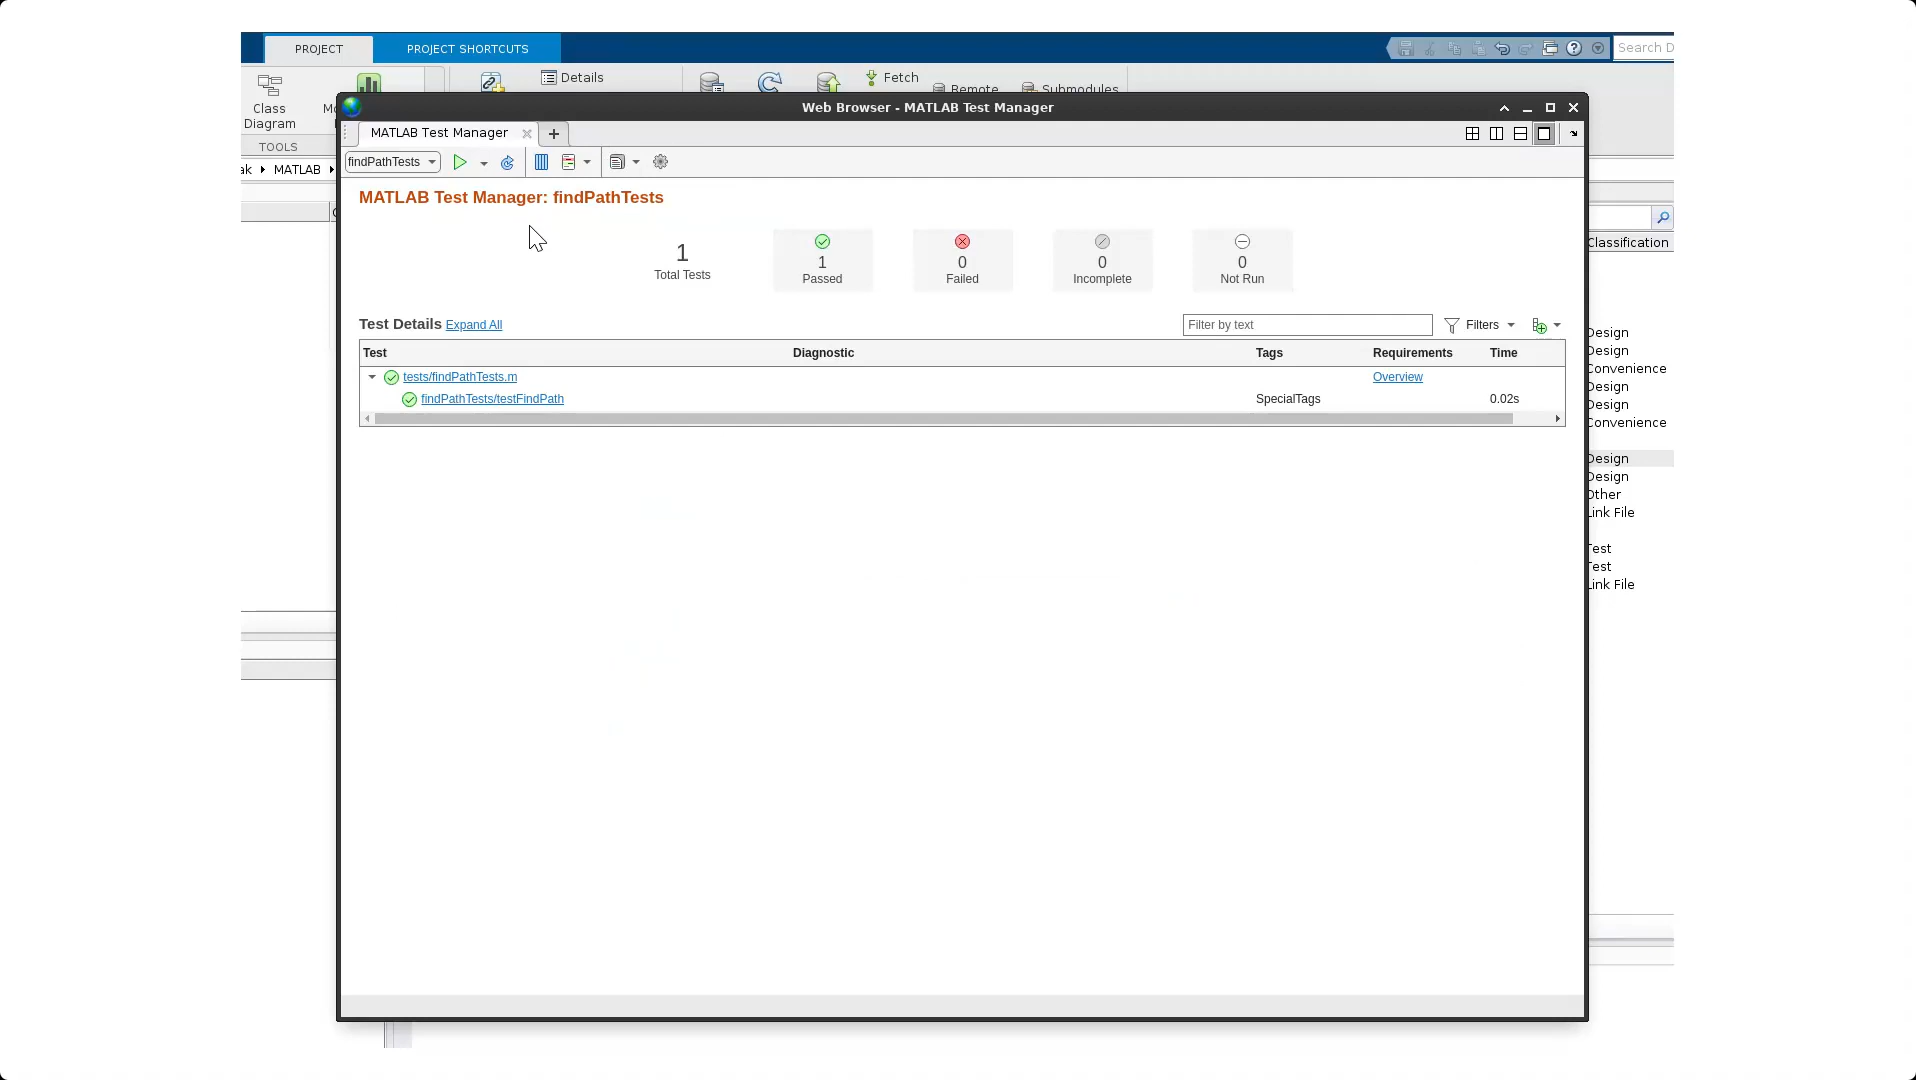 PROJECT
PROJECT SHORTCUTS
Search D
Class
Diagram
TOOLS
Details
Fetch
Remote
Submodules
MATLAB
Web Browser - MATLAB Test Manager
MATLAB Test Manager
findPathTests
MATLAB Test Manager: findPathTests
1
Total Tests
1
Passed
0
Failed
0
Incomplete
0
Not Run
Test Details Expand All
Filter by text
Filters
Test Diagnostic Tags Requirements Time
tests/findPathTests.m Overview
findPathTests/testFindPath SpecialTags 0.02s
Classification
Design
Design
Convenience
Design
Design
Convenience
Design
Design
Other
Link File
Test
Test
Link File